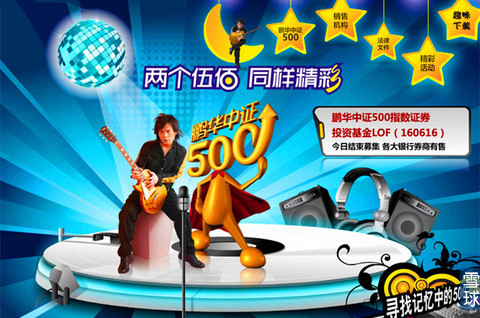 鹏华中证
500
销售
机构
法律
文件
趣味
下载
精彩
活动
两个伍佰 同样精彩
鹏华中证
500
鹏华中证500指数证券
投资基金LOF（160616）
今日结束募集 各大银行券商有售
寻找记忆中的50
雪球